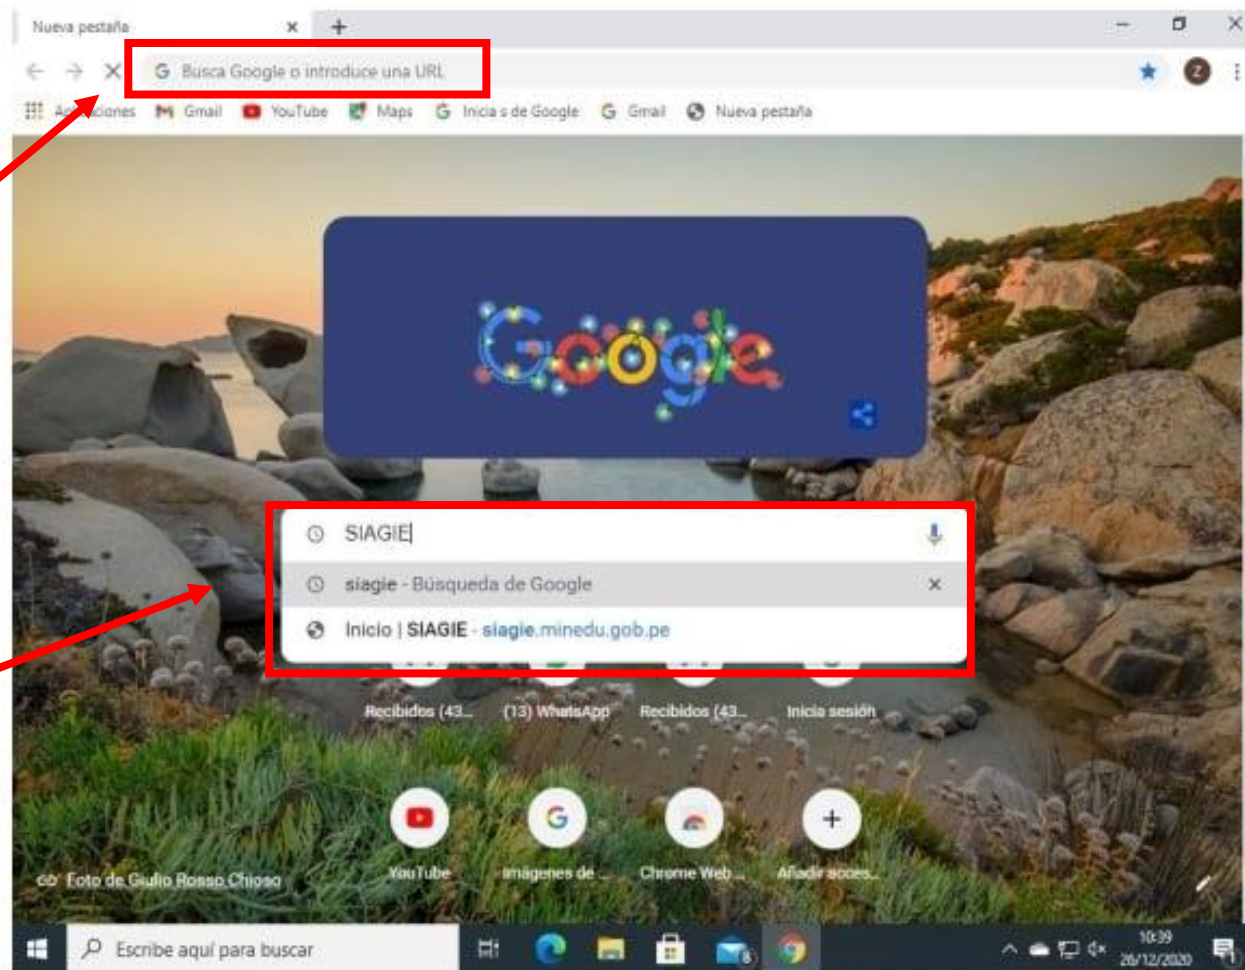 Nueva pestaña
Busca Google o introduce una URL
Aplicaciones Gmail YouTube Maps Inicia s de Google Gmail Nueva pestaña
Google
SIAGIE
siagie - Búsqueda de Google
Inicio | SIAGIE - siagie.minedu.gob.pe
Recibidos (43... (13) WhatsApp Recibidos (43... Inicia sesión
YouTube Imágenes de ... Chrome Web ... Añadir acces...
Foto de Giulio Rosso Chioso
Escribe aquí para buscar
10:39
26/12/2020